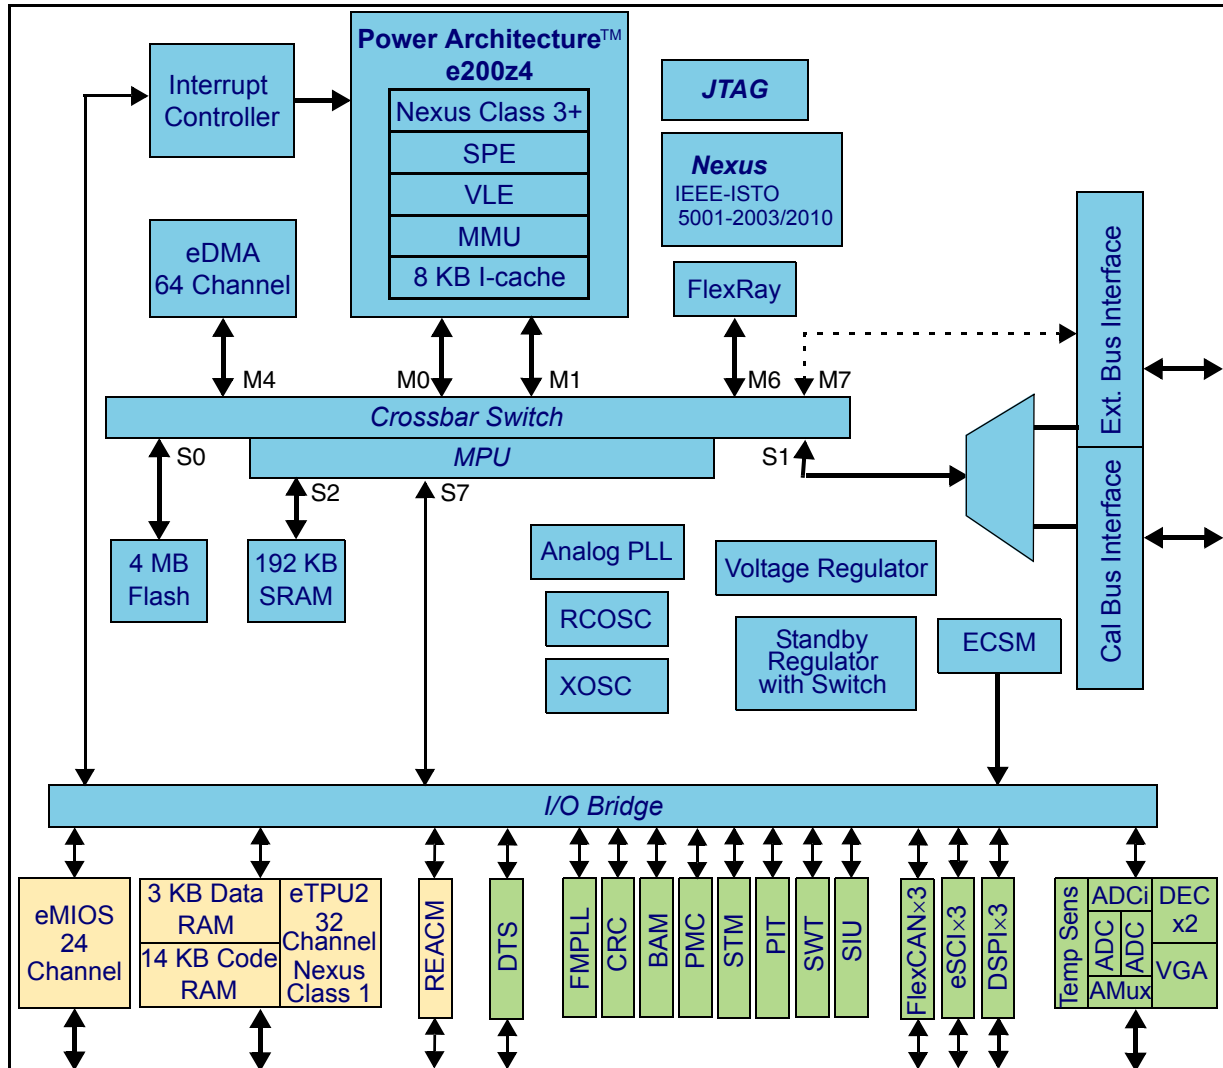 Power Architecture™
e200z4
Nexus Class 3+
SPE
VLE
MMU
8 KB I-cache
Interrupt
Controller
JTAG
Nexus
IEEE-ISTO
5001-2003/2010
eDMA
64 Channel
FlexRay
Ext. Bus Interface
Cal Bus Interface
M4
M0
M1
M6
M7
Crossbar Switch
MPU
S0
S2
S7
S1
4 MB
Flash
192 KB
SRAM
Analog PLL
RCOSC
XOSC
Voltage Regulator
Standby
Regulator
with Switch
ECSM
I/O Bridge
eMIOS
24
Channel
3 KB Data
RAM
14 KB Code
RAM
eTPU2
32
Channel
Nexus
Class 1
REACM
DTS
FMPLL
CRC
BAM
PMC
STM
PIT
SWT
SIU
FlexCAN×3
eSCI×3
DSPI×3
Temp Sens
ADCi
ADC
ADC
AMux
DEC
x2
VGA